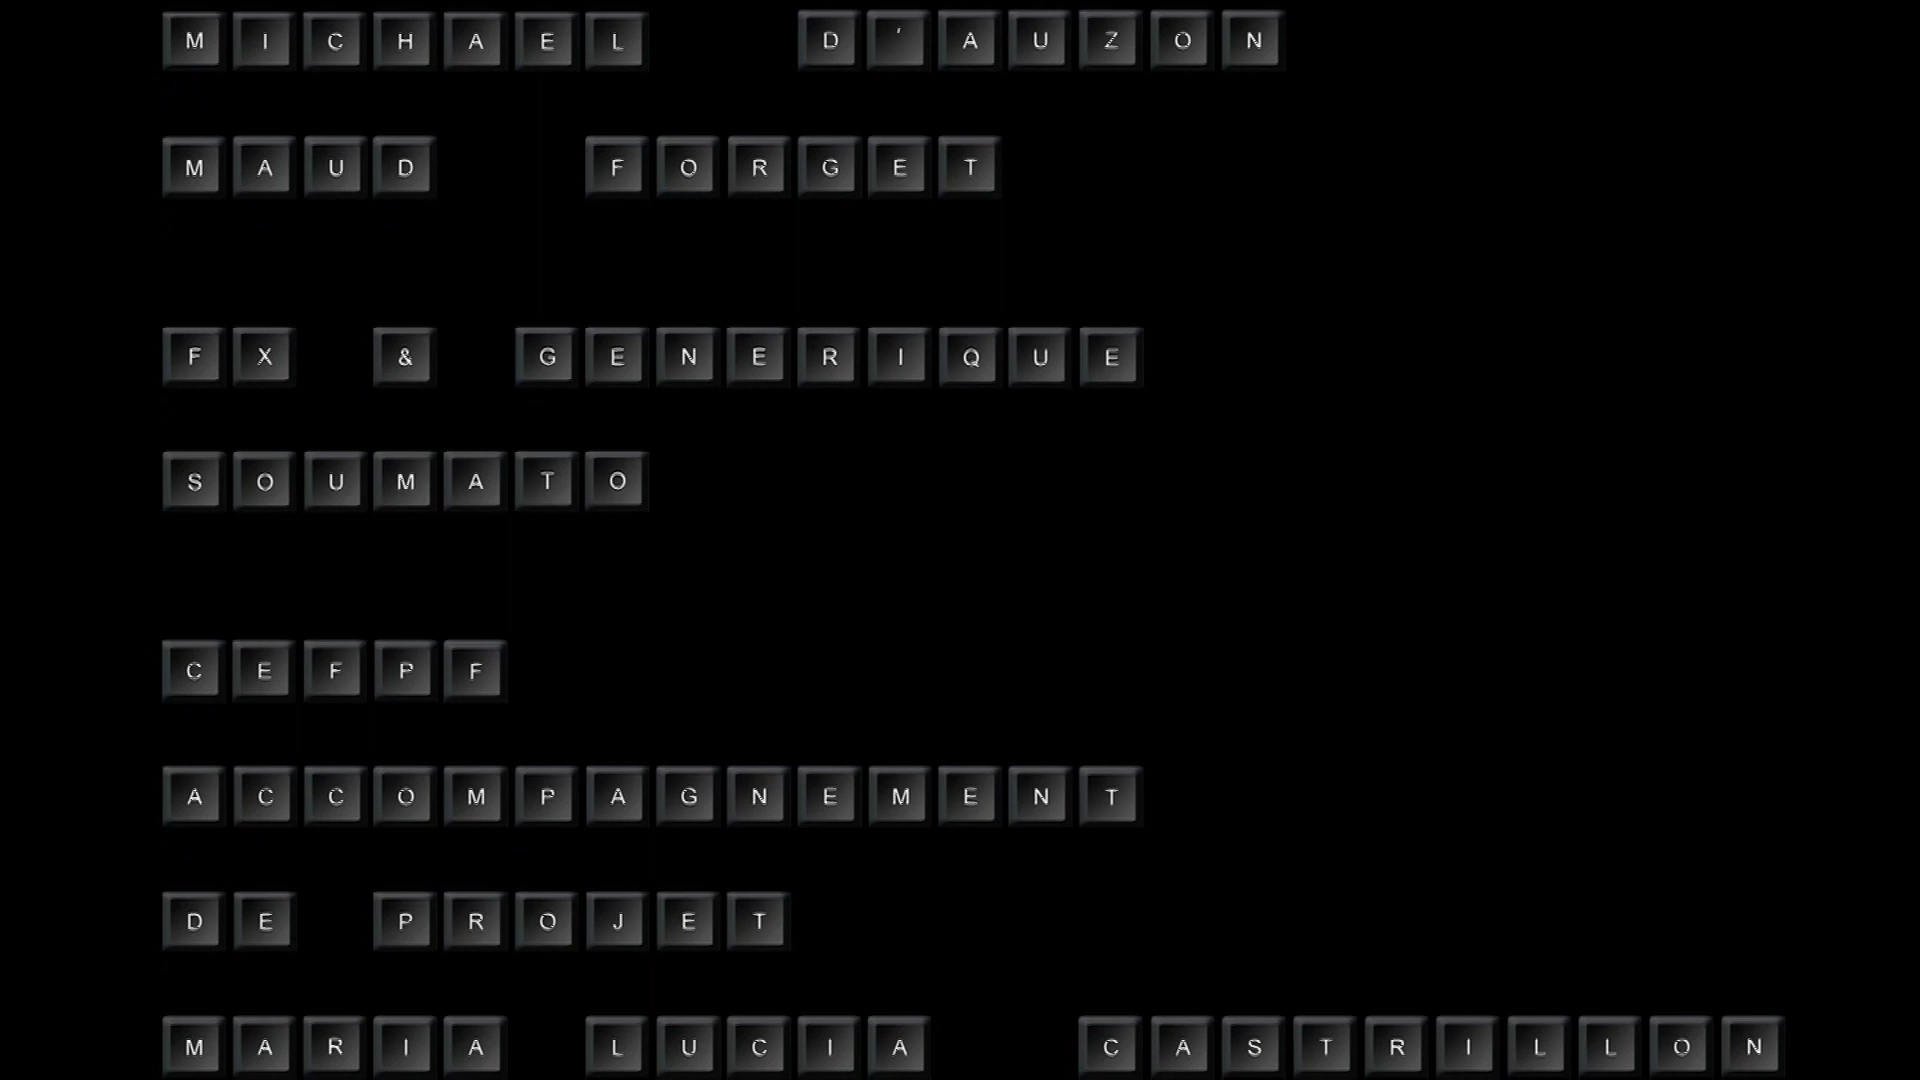 MICHAEL D'AUZON
MAUD FORGET
FX & GENERIQUE
SOUMATO
CEFPF
ACCOMPAGNEMENT
DE PROJET
MARIA LUCIA CASTRILLON